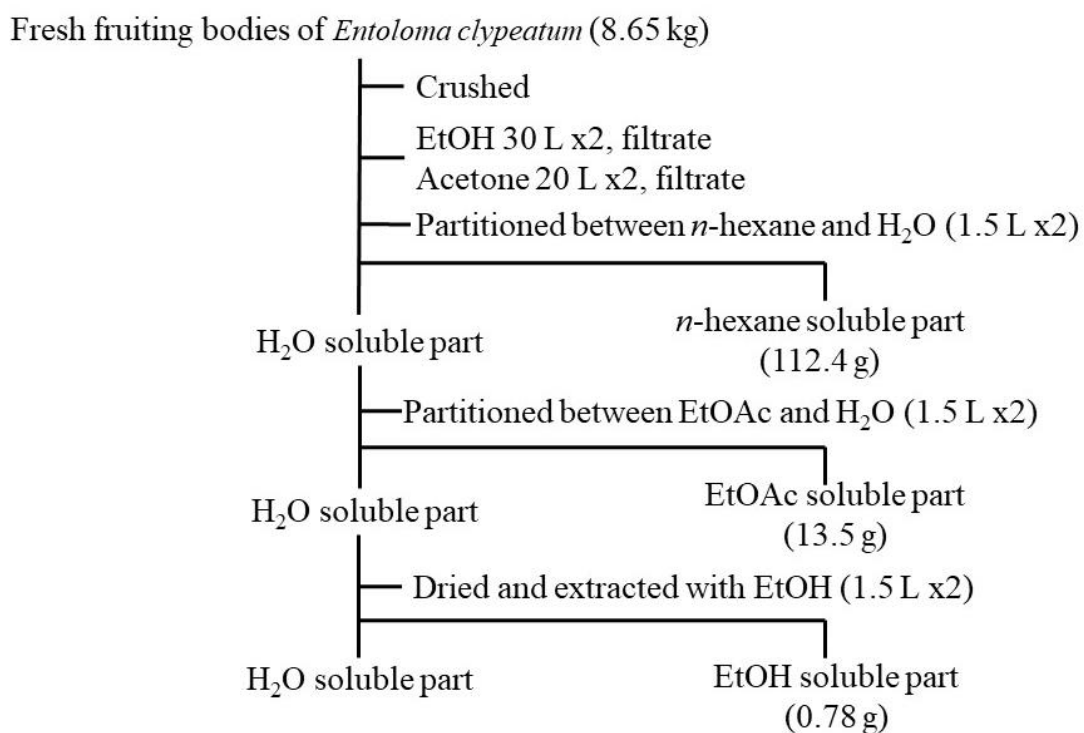 Fresh fruiting bodies of Entoloma clypeatum (8.65 kg)
Crushed
EtOH 30 L x2, filtrate
Acetone 20 L x2, filtrate
Partitioned between n-hexane and H₂O (1.5 L x2)
n-hexane soluble part
(112.4 g)
H₂O soluble part
Partitioned between EtOAc and H₂O (1.5 L x2)
EtOAc soluble part
(13.5 g)
H₂O soluble part
Dried and extracted with EtOH (1.5 L x2)
H₂O soluble part
EtOH soluble part
(0.78 g)